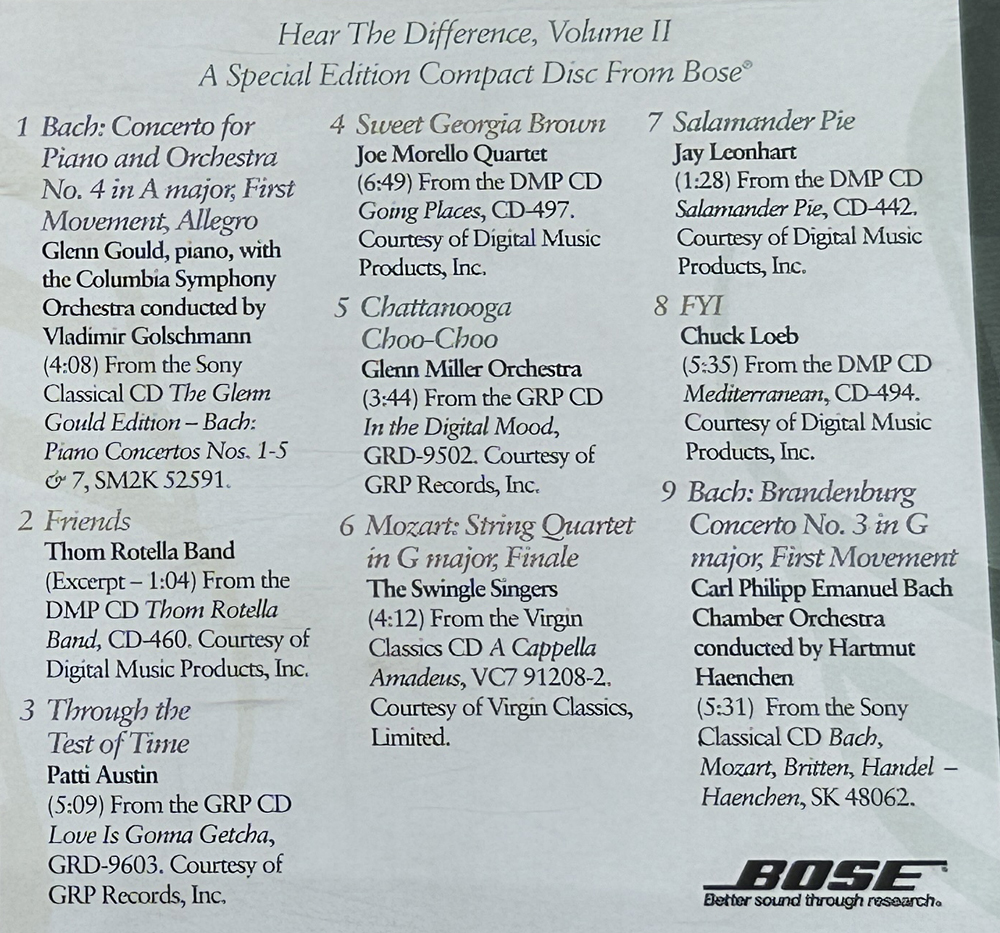 Hear The Difference, Volume II
A Special Edition Compact Disc From Bose®
1 Bach: Concerto for
Piano and Orchestra
No. 4 in A major, First
Movement, Allegro
Glenn Gould, piano, with
the Columbia Symphony
Orchestra conducted by
Vladimir Golschmann
(4:08) From the Sony
Classical CD The Glenn
Gould Edition – Bach:
Piano Concertos Nos. 1-5
& 7, SM2K 52591.
2 Friends
Thom Rotella Band
(Excerpt – 1:04) From the
DMP CD Thom Rotella
Band, CD-460. Courtesy of
Digital Music Products, Inc.
3 Through the
Test of Time
Patti Austin
(5:09) From the GRP CD
Love Is Gonna Getcha,
GRD-9603. Courtesy of
GRP Records, Inc.
4 Sweet Georgia Brown
Joe Morello Quartet
(6:49) From the DMP CD
Going Places, CD-497.
Courtesy of Digital Music
Products, Inc.
5 Chattanooga
Choo-Choo
Glenn Miller Orchestra
(3:44) From the GRP CD
In the Digital Mood,
GRD-9502. Courtesy of
GRP Records, Inc.
6 Mozart: String Quartet
in G major, Finale
The Swingle Singers
(4:12) From the Virgin
Classics CD A Cappella
Amadeus, VC7 91208-2.
Courtesy of Virgin Classics,
Limited.
7 Salamander Pie
Jay Leonhart
(1:28) From the DMP CD
Salamander Pie, CD-442.
Courtesy of Digital Music
Products, Inc.
8 FYI
Chuck Loeb
(5:35) From the DMP CD
Mediterranean, CD-494.
Courtesy of Digital Music
Products, Inc.
9 Bach: Brandenburg
Concerto No. 3 in G
major, First Movement
Carl Philipp Emanuel Bach
Chamber Orchestra
conducted by Hartmut
Haenchen
(5:31) From the Sony
Classical CD Bach,
Mozart, Britten, Handel –
Haenchen, SK 48062.
BOSE
Better sound through research.